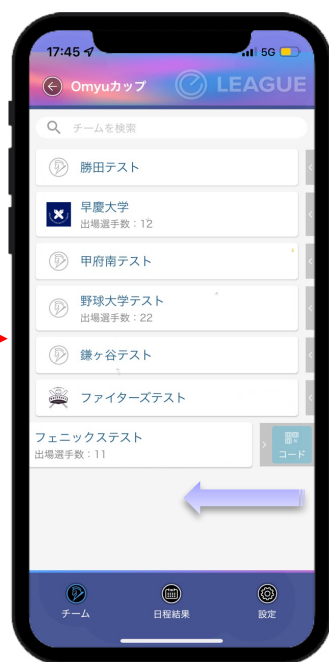 17:45
5G
Omyuカップ
LEAGUE
チームを検索
勝田テスト
早慶大学
出場選手数：12
甲府南テスト
野球大学テスト
出場選手数：22
鎌ヶ谷テスト
ファイターズテスト
フェニックステスト
出場選手数：11
コード
チーム
日程結果
設定